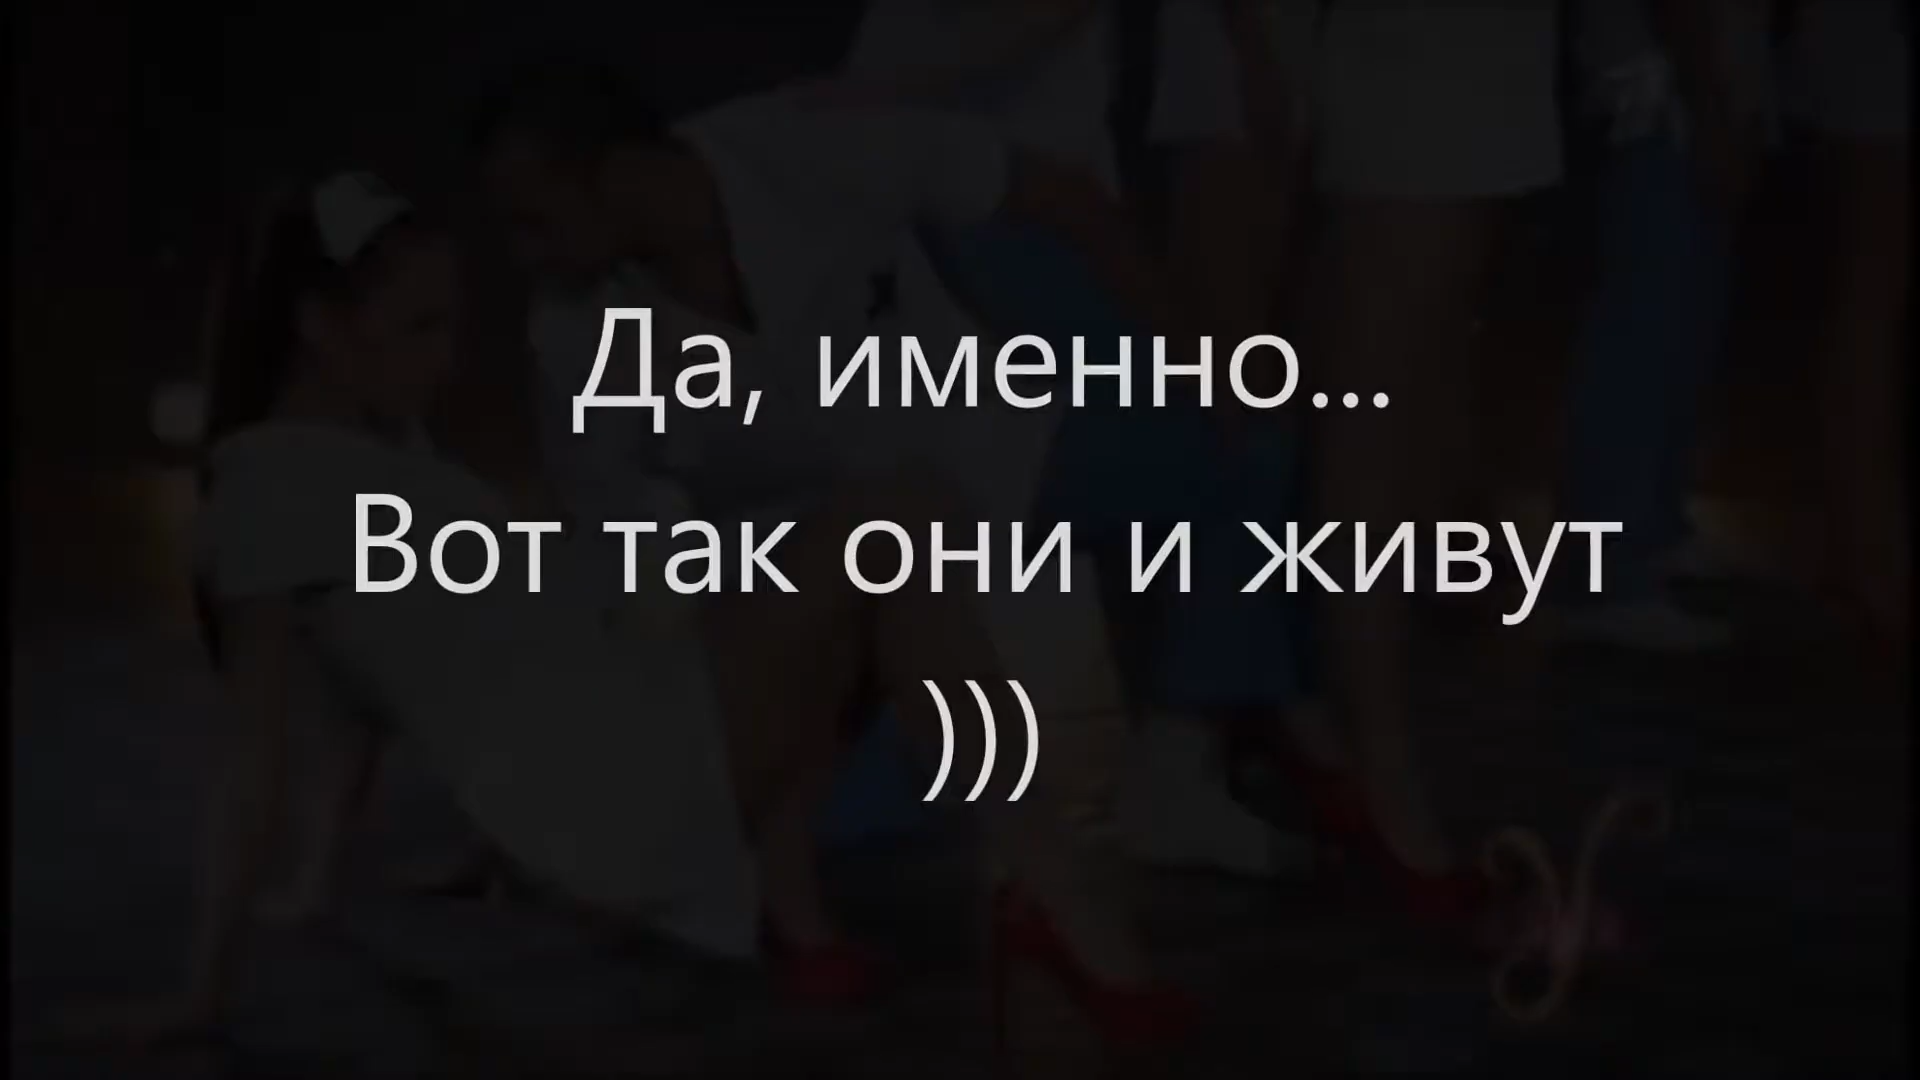 Да, именно...
Вот так они и живут
)))